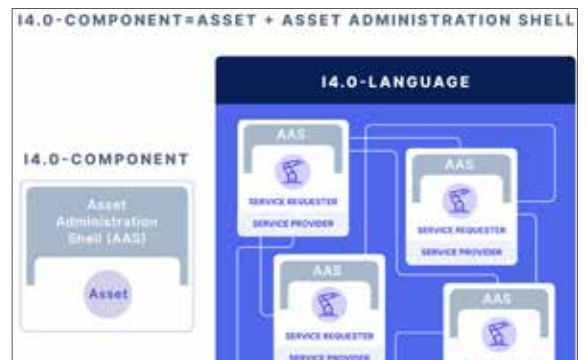 I4.0-COMPONENT=ASSET + ASSET ADMINISTRATION SHELL
I4.0-LANGUAGE
I4.0-COMPONENT
Asset
Administration
Shell (AAS)
Asset
AAS
SERVICE REQUESTER
SERVICE PROVIDER
AAS
SERVICE REQUESTER
SERVICE PROVIDER
AAS
SERVICE REQUESTER
SERVICE PROVIDER
AAS